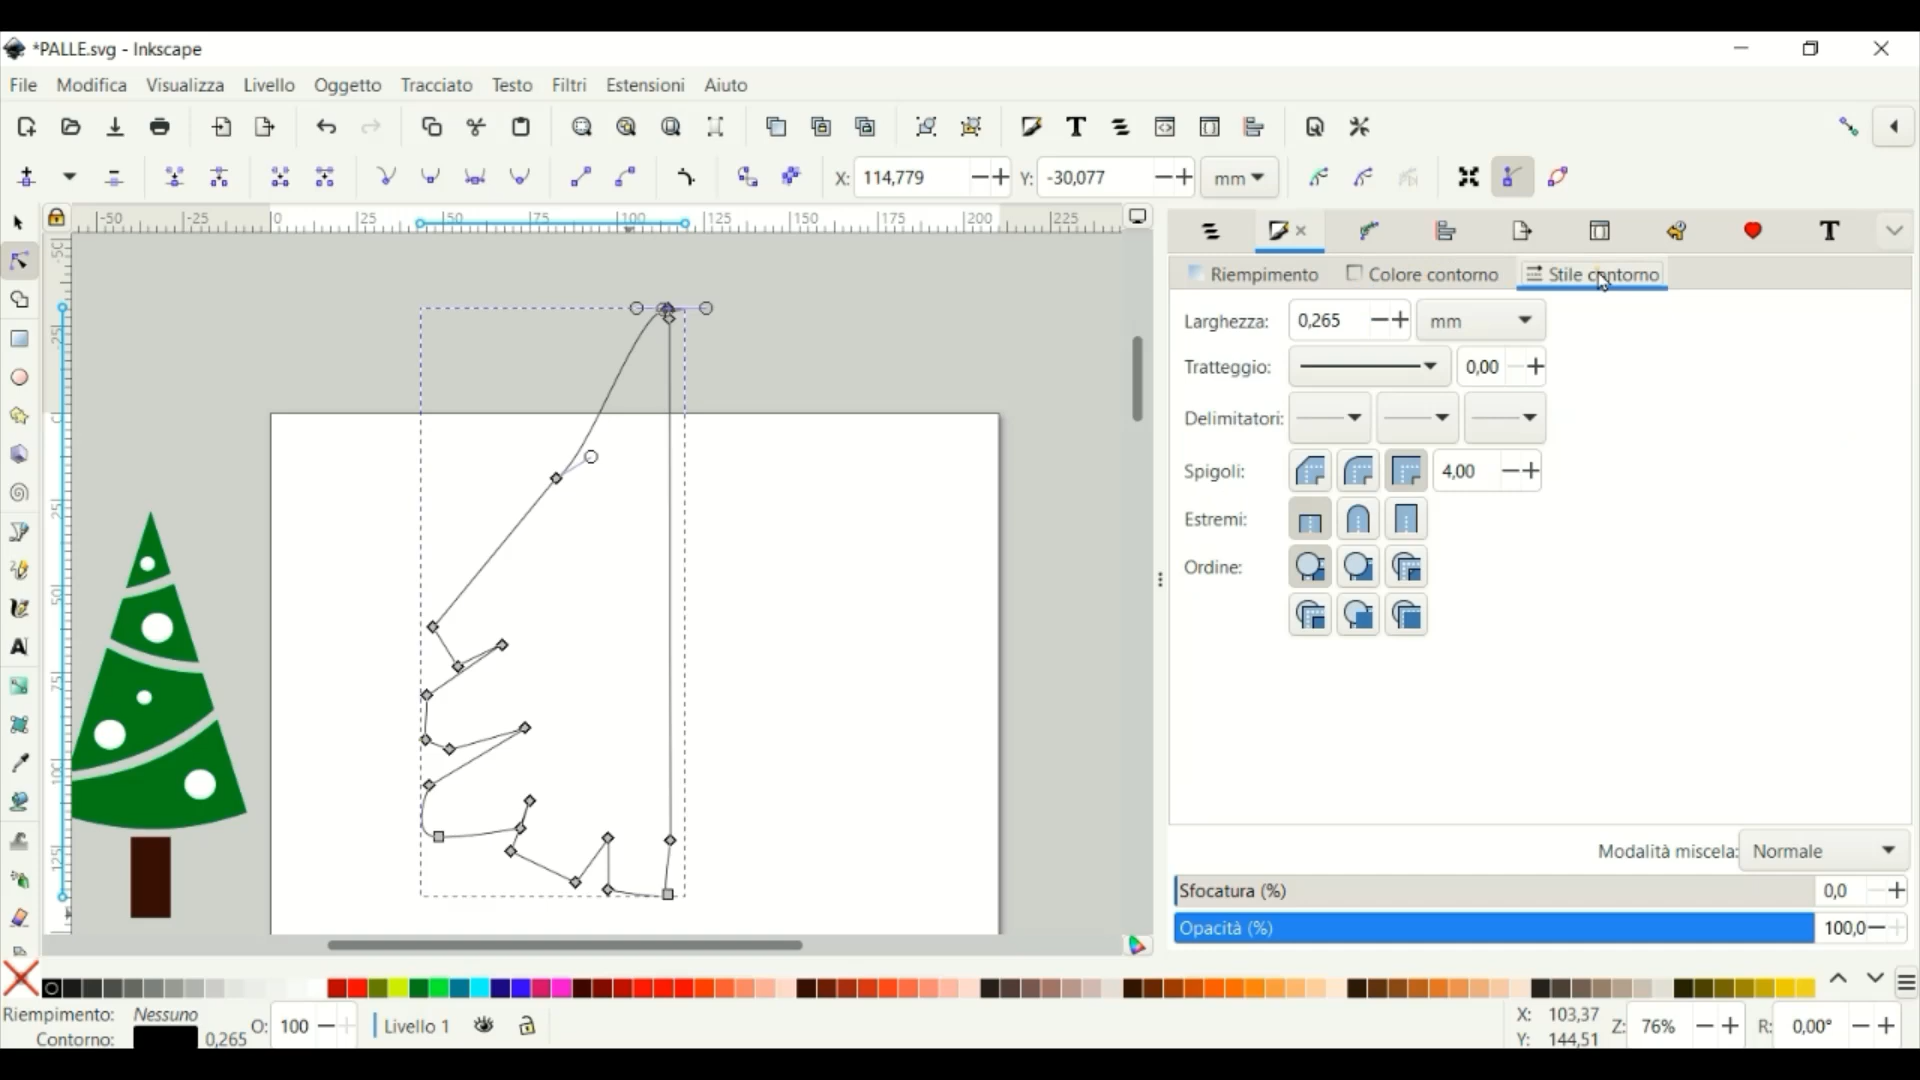 *PALLE.svg - Inkscape
File Modifica Visualizza Livello Oggetto Tracciato Testo Filtri Estensioni Aiuto
X: 114,779 Y: -30,077 mm
-50 -25 0 25 50 75 100 125 150 175 200 225
Riempimento Colore contorno Stile contorno
Larghezza: 0,265 mm
Tratteggio: 0,00
Delimitatori:
Spigoli: 4,00
Estremi:
Ordine:
Modalità miscela: Normale
Sfocatura (%) 0,0
Opacità (%) 100,0
Riempimento: Nessuno
Contorno: 0,265
O: 100
Livello 1
X: 103,37
Y: 144,51
Z: 76%
R: 0,00°